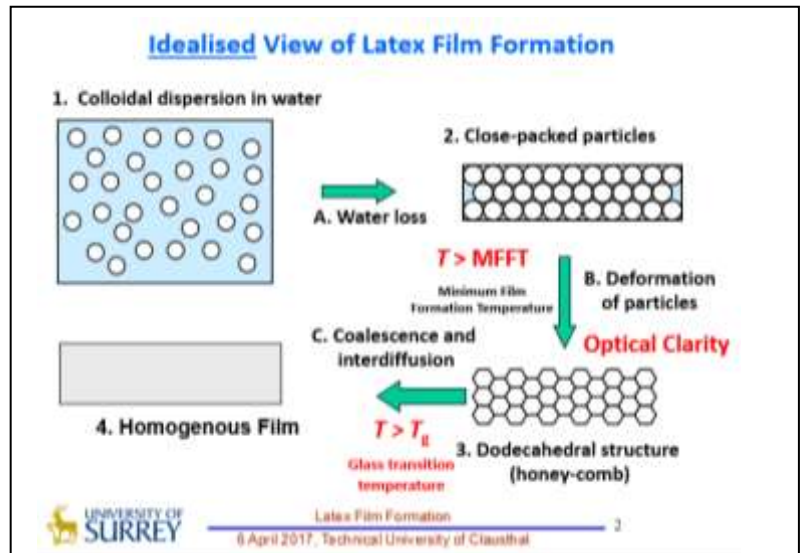 Idealised View of Latex Film Formation
1. Colloidal dispersion in water
2. Close-packed particles
A. Water loss
T > MFFT
Minimum Film
Formation Temperature
B. Deformation
of particles
Optical Clarity
C. Coalescence and
interdiffusion
4. Homogenous Film
T > Tg
Glass transition
temperature
3. Dodecahedral structure
(honey-comb)
UNIVERSITY OF
SURREY
Latex Film Formation
6 April 2017, Technical University of Clausthal
2